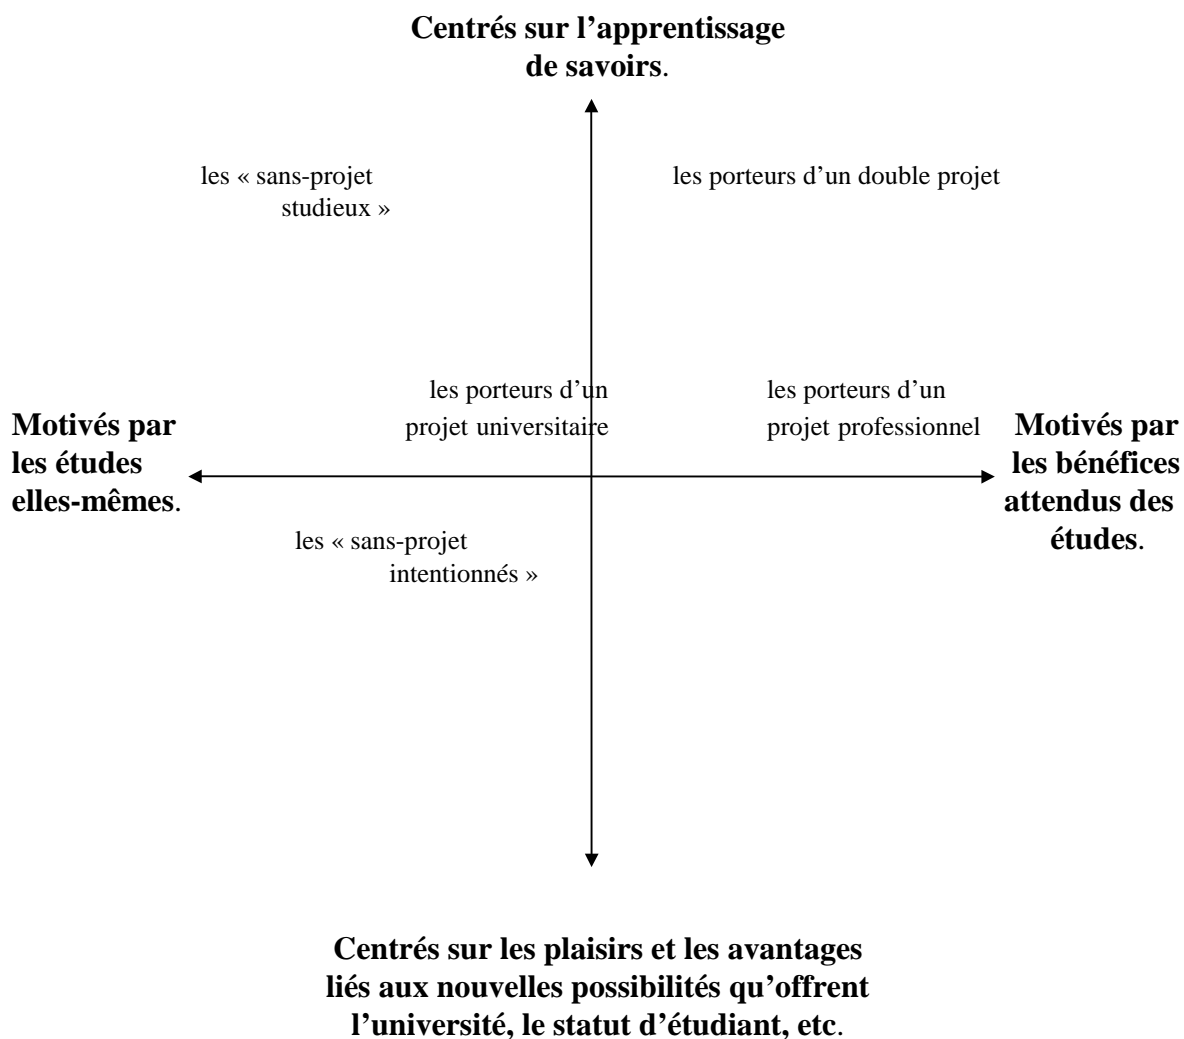 Centrés sur l’apprentissage
de savoirs.
les « sans-projet
studieux »
les porteurs d’un double projet
les porteurs d’un
projet universitaire
les porteurs d’un
projet professionnel
Motivés par
les études
elles-mêmes.
Motivés par
les bénéfices
attendus des
études.
les « sans-projet
intentionnés »
Centrés sur les plaisirs et les avantages
liés aux nouvelles possibilités qu’offrent
l’université, le statut d’étudiant, etc.